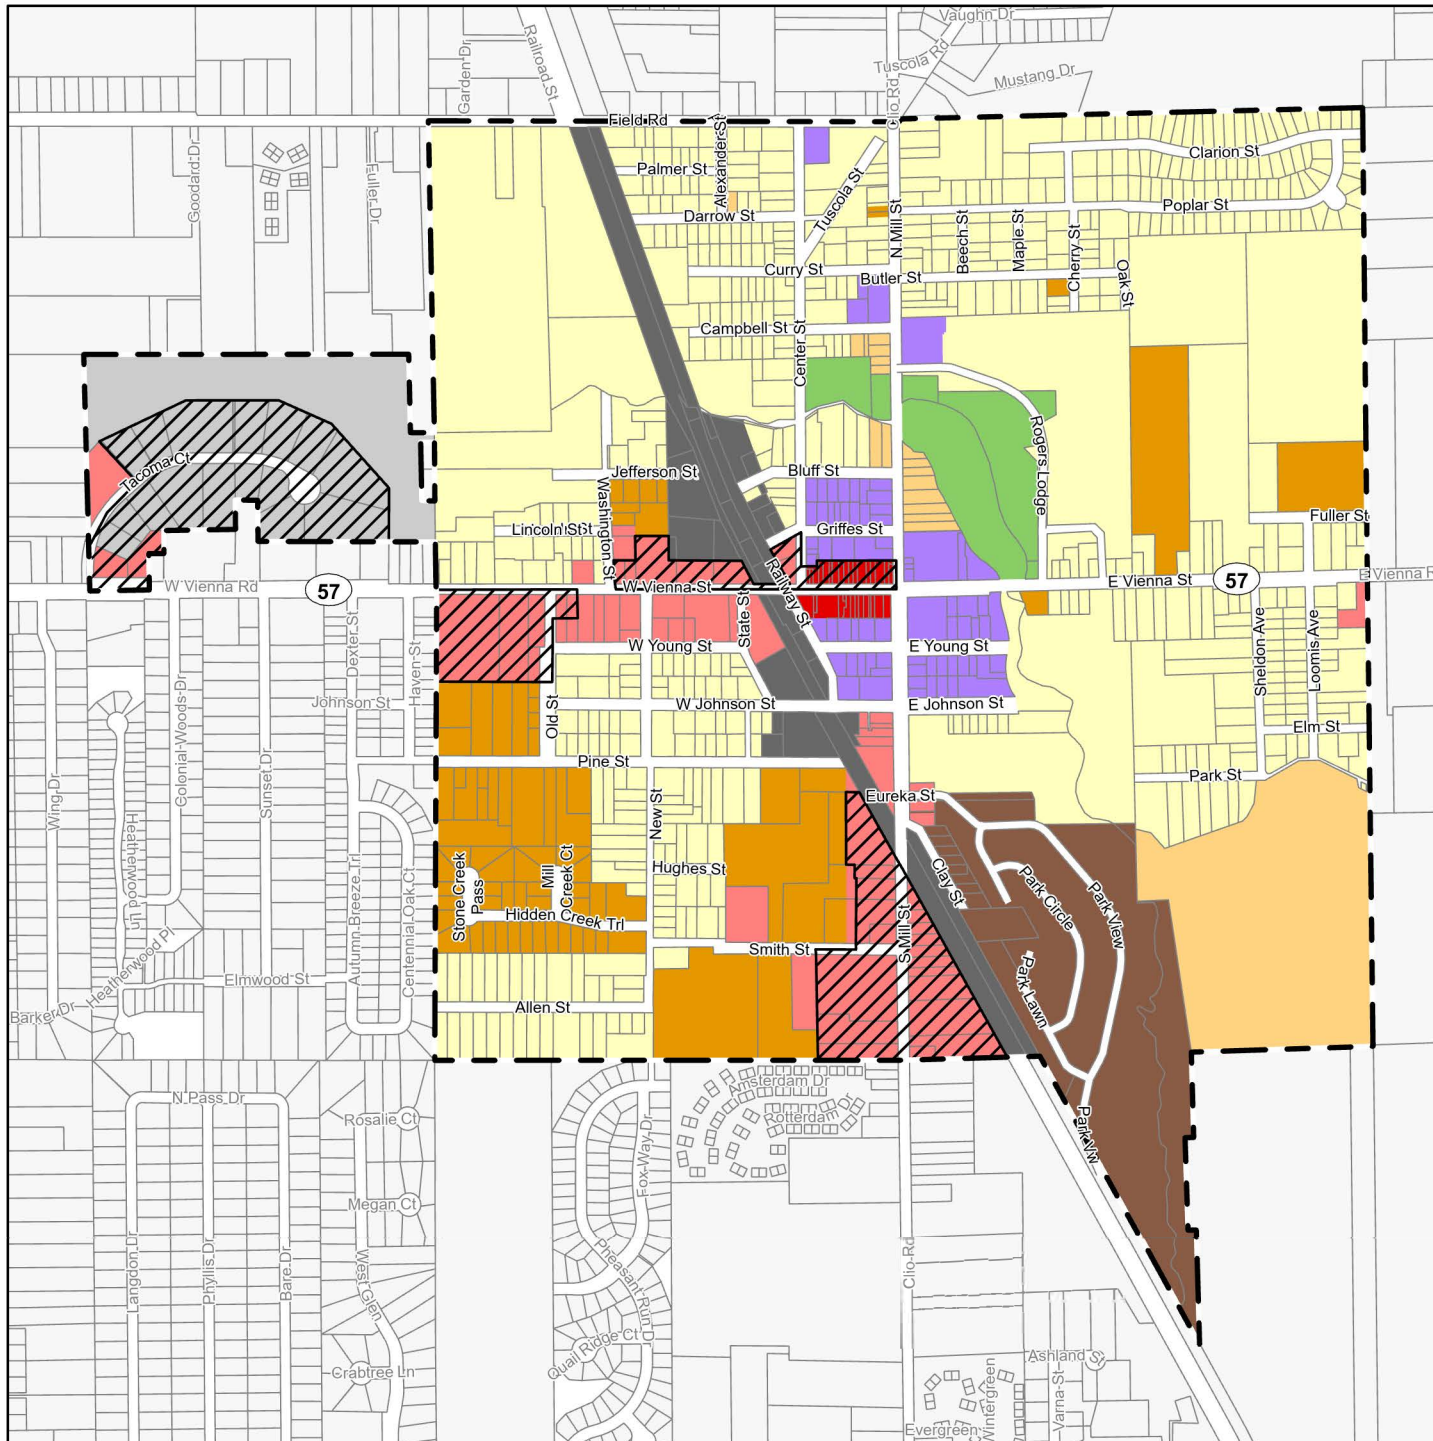 Vaughn Dr
Tuscola Rd
Mustang Dr
Garden Dr
Railroad St
Clio Rd
Field Rd
Goodard Dr
Fuller Dr
Palmer St
Alexander St
Darrow St
Tuscola St
N Mill St
Clarion St
Poplar St
Beech St
Maple St
Cherry St
Oak St
Curry St
Butler St
Campbell St
Center St
Rogers Lodge
Tacoma Ct
Jefferson St
Bluff St
Lincoln St
Washington St
Griffes St
Fuller St
W Vienna Rd
57
W Vienna St
Railway St
E Vienna St
57
E Vienna R
State St
W Young St
E Young St
Sheldon Ave
Loomis Ave
Dexter St
Haven St
Johnson St
Old St
W Johnson St
E Johnson St
Elm St
Wing Dr
Colonial Woods Dr
Sunset Dr
Pine St
Park St
Eureka St
New St
Heatherwood Ln
Autumn Breeze Trl
Centennial Oak Ct
Stone Creek
Pass
Mill
Creek Ct
Hughes St
Clay St
Park Circle
Park View
Hidden Creek Trl
Smith St
S Mill St
Heatherwood Pl
Elmwood St
Park Lawn
Barker Dr
Allen St
N Pass Dr
Rosalie Ct
Amsterdam Dr
Rotterdam Dr
Fox Way Dr
Park Vw
Megan Ct
Langdon Dr
Phyllis Dr
Bare Dr
West Glen
Pheasant Run Dr
Clio Rd
Quail Ridge Ct
Crabtree Ln
Ashland St
Varna St
Wintergreen
Evergreen